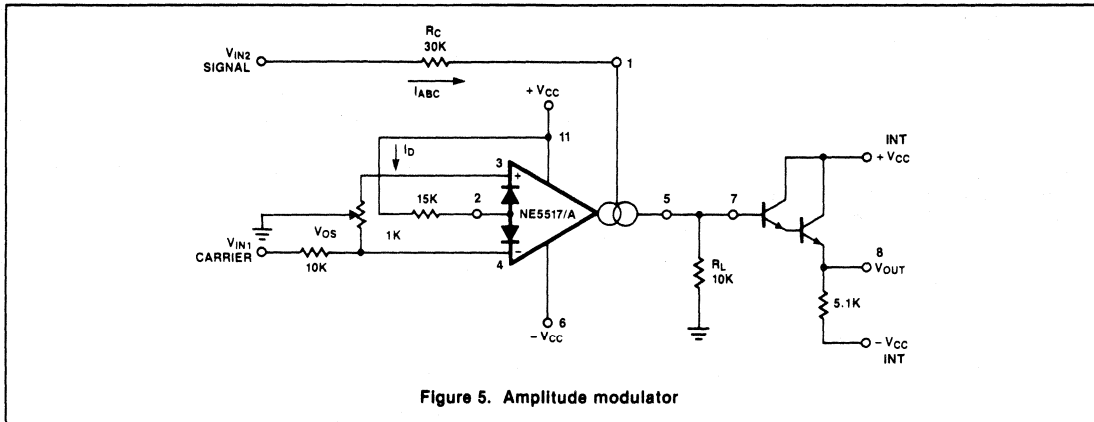 RC
30K
VIN2
SIGNAL
1
IABC
+ VCC
11
INT
+ VCC
ID
3
+
15K
2
NE5517/A
5
7
VOS
1K
VIN1
CARRIER
10K
–
4
RL
10K
8
VOUT
5.1K
6
– VCC
– VCC
INT
Figure 5. Amplitude modulator